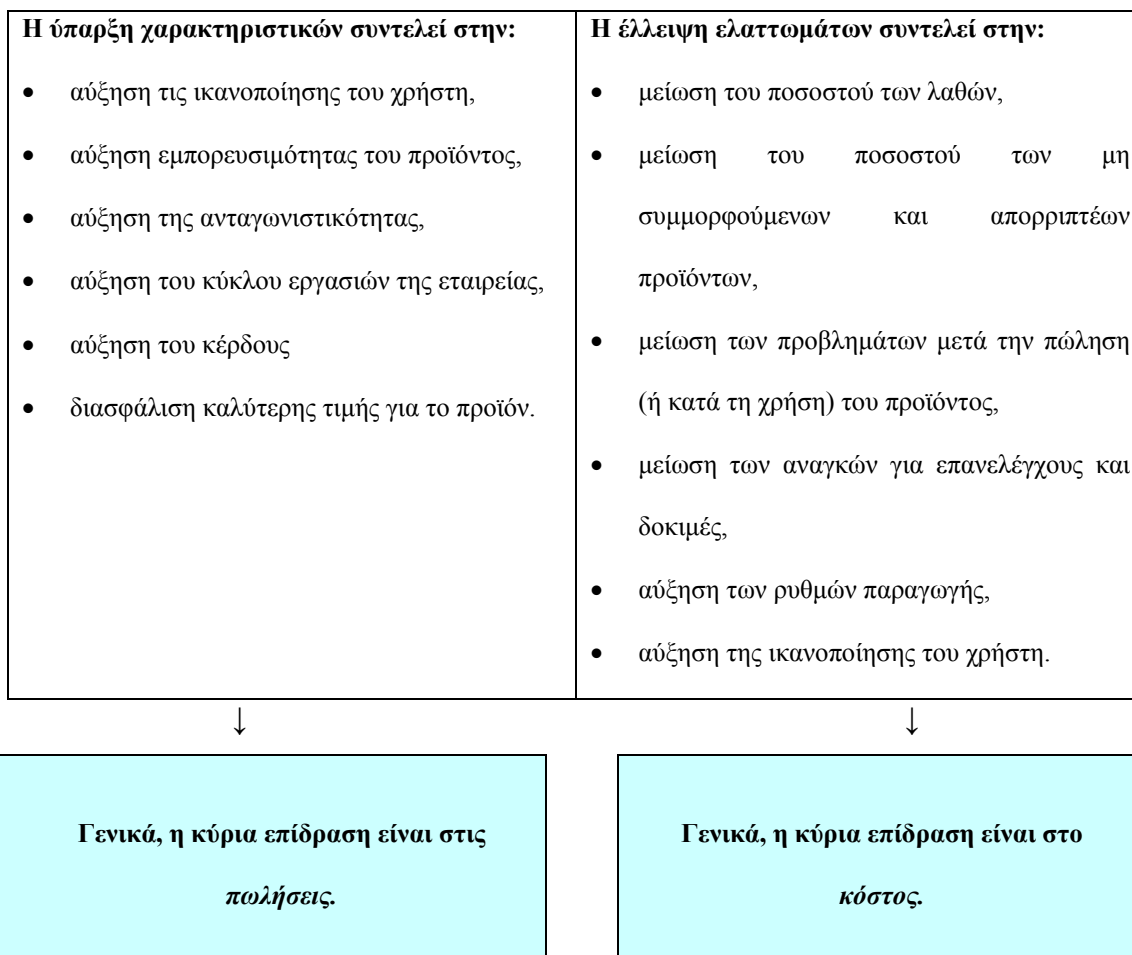 Η ύπαρξη χαρακτηριστικών συντελεί στην:
• αύξηση τις ικανοποίησης του χρήστη,
• αύξηση εμπορευσιμότητας του προϊόντος,
• αύξηση της ανταγωνιστικότητας,
• αύξηση του κύκλου εργασιών της εταιρείας,
• αύξηση του κέρδους
• διασφάλιση καλύτερης τιμής για το προϊόν.
Η έλλειψη ελαττωμάτων συντελεί στην:
• μείωση του ποσοστού των λαθών,
• μείωση του ποσοστού των μη
συμμορφούμενων και απορριπτέων
προϊόντων,
• μείωση των προβλημάτων μετά την πώληση
(ή κατά τη χρήση) του προϊόντος,
• μείωση των αναγκών για επανελέγχους και
δοκιμές,
• αύξηση των ρυθμών παραγωγής,
• αύξηση της ικανοποίησης του χρήστη.
↓
↓
Γενικά, η κύρια επίδραση είναι στις
πωλήσεις.
Γενικά, η κύρια επίδραση είναι στο
κόστος.